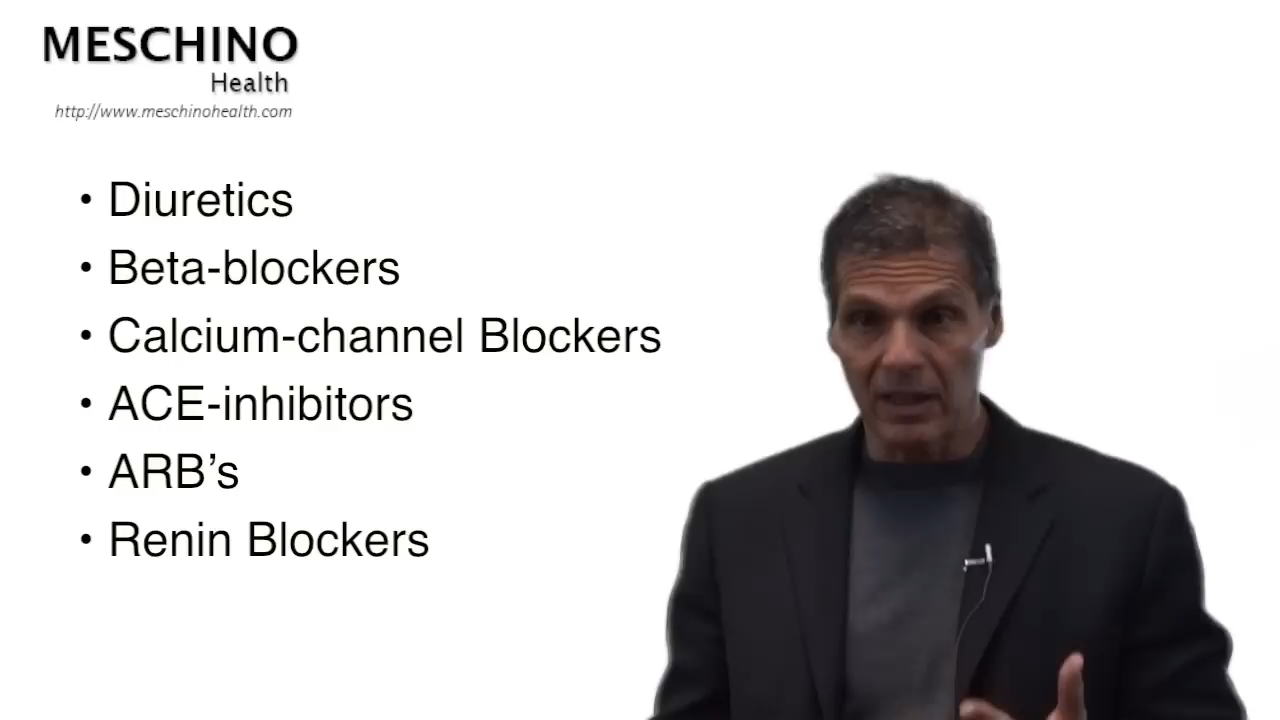 MESCHINO
Health
http://www.meschinohealth.com
• Diuretics
• Beta-blockers
• Calcium-channel Blockers
• ACE-inhibitors
• ARB’s
• Renin Blockers